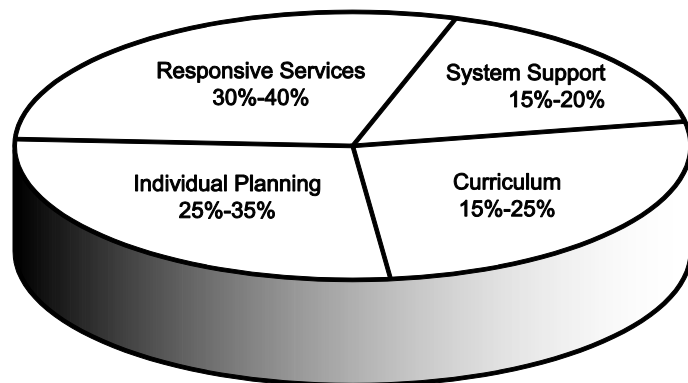 Responsive Services
30%-40%
System Support
15%-20%
Individual Planning
25%-35%
Curriculum
15%-25%